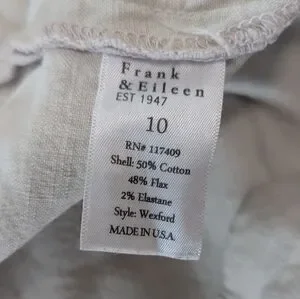 Frank
& Eileen
EST 1947
10
RN# 117409
Shell: 50% Cotton
48% Flax
2% Elastane
Style: Wexford
MADE IN U.S.A.